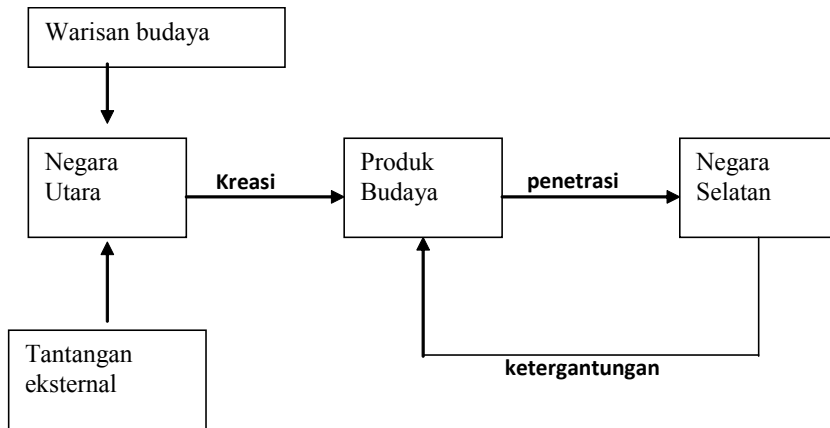 Warisan budaya
Negara
Utara
Kreasi
Produk
Budaya
penetrasi
Negara
Selatan
Tantangan
eksternal
ketergantungan